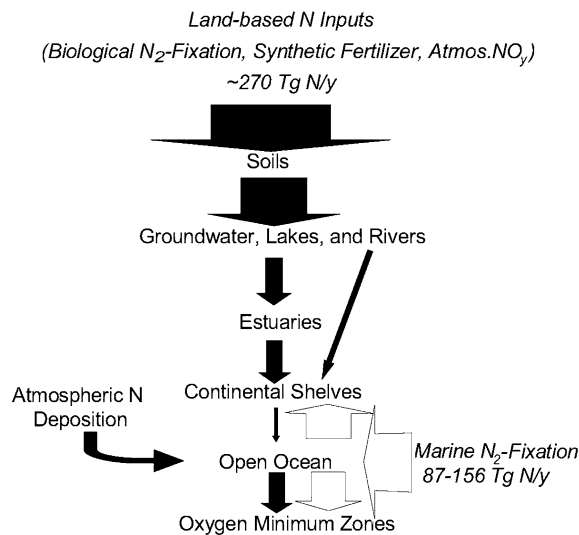 Land-based N Inputs
(Biological N2-Fixation, Synthetic Fertilizer, Atmos.NOy)
~270 Tg N/y
Soils
Groundwater, Lakes, and Rivers
Estuaries
Continental Shelves
Atmospheric N
Deposition
Marine N2-Fixation
87-156 Tg N/y
Open Ocean
Oxygen Minimum Zones